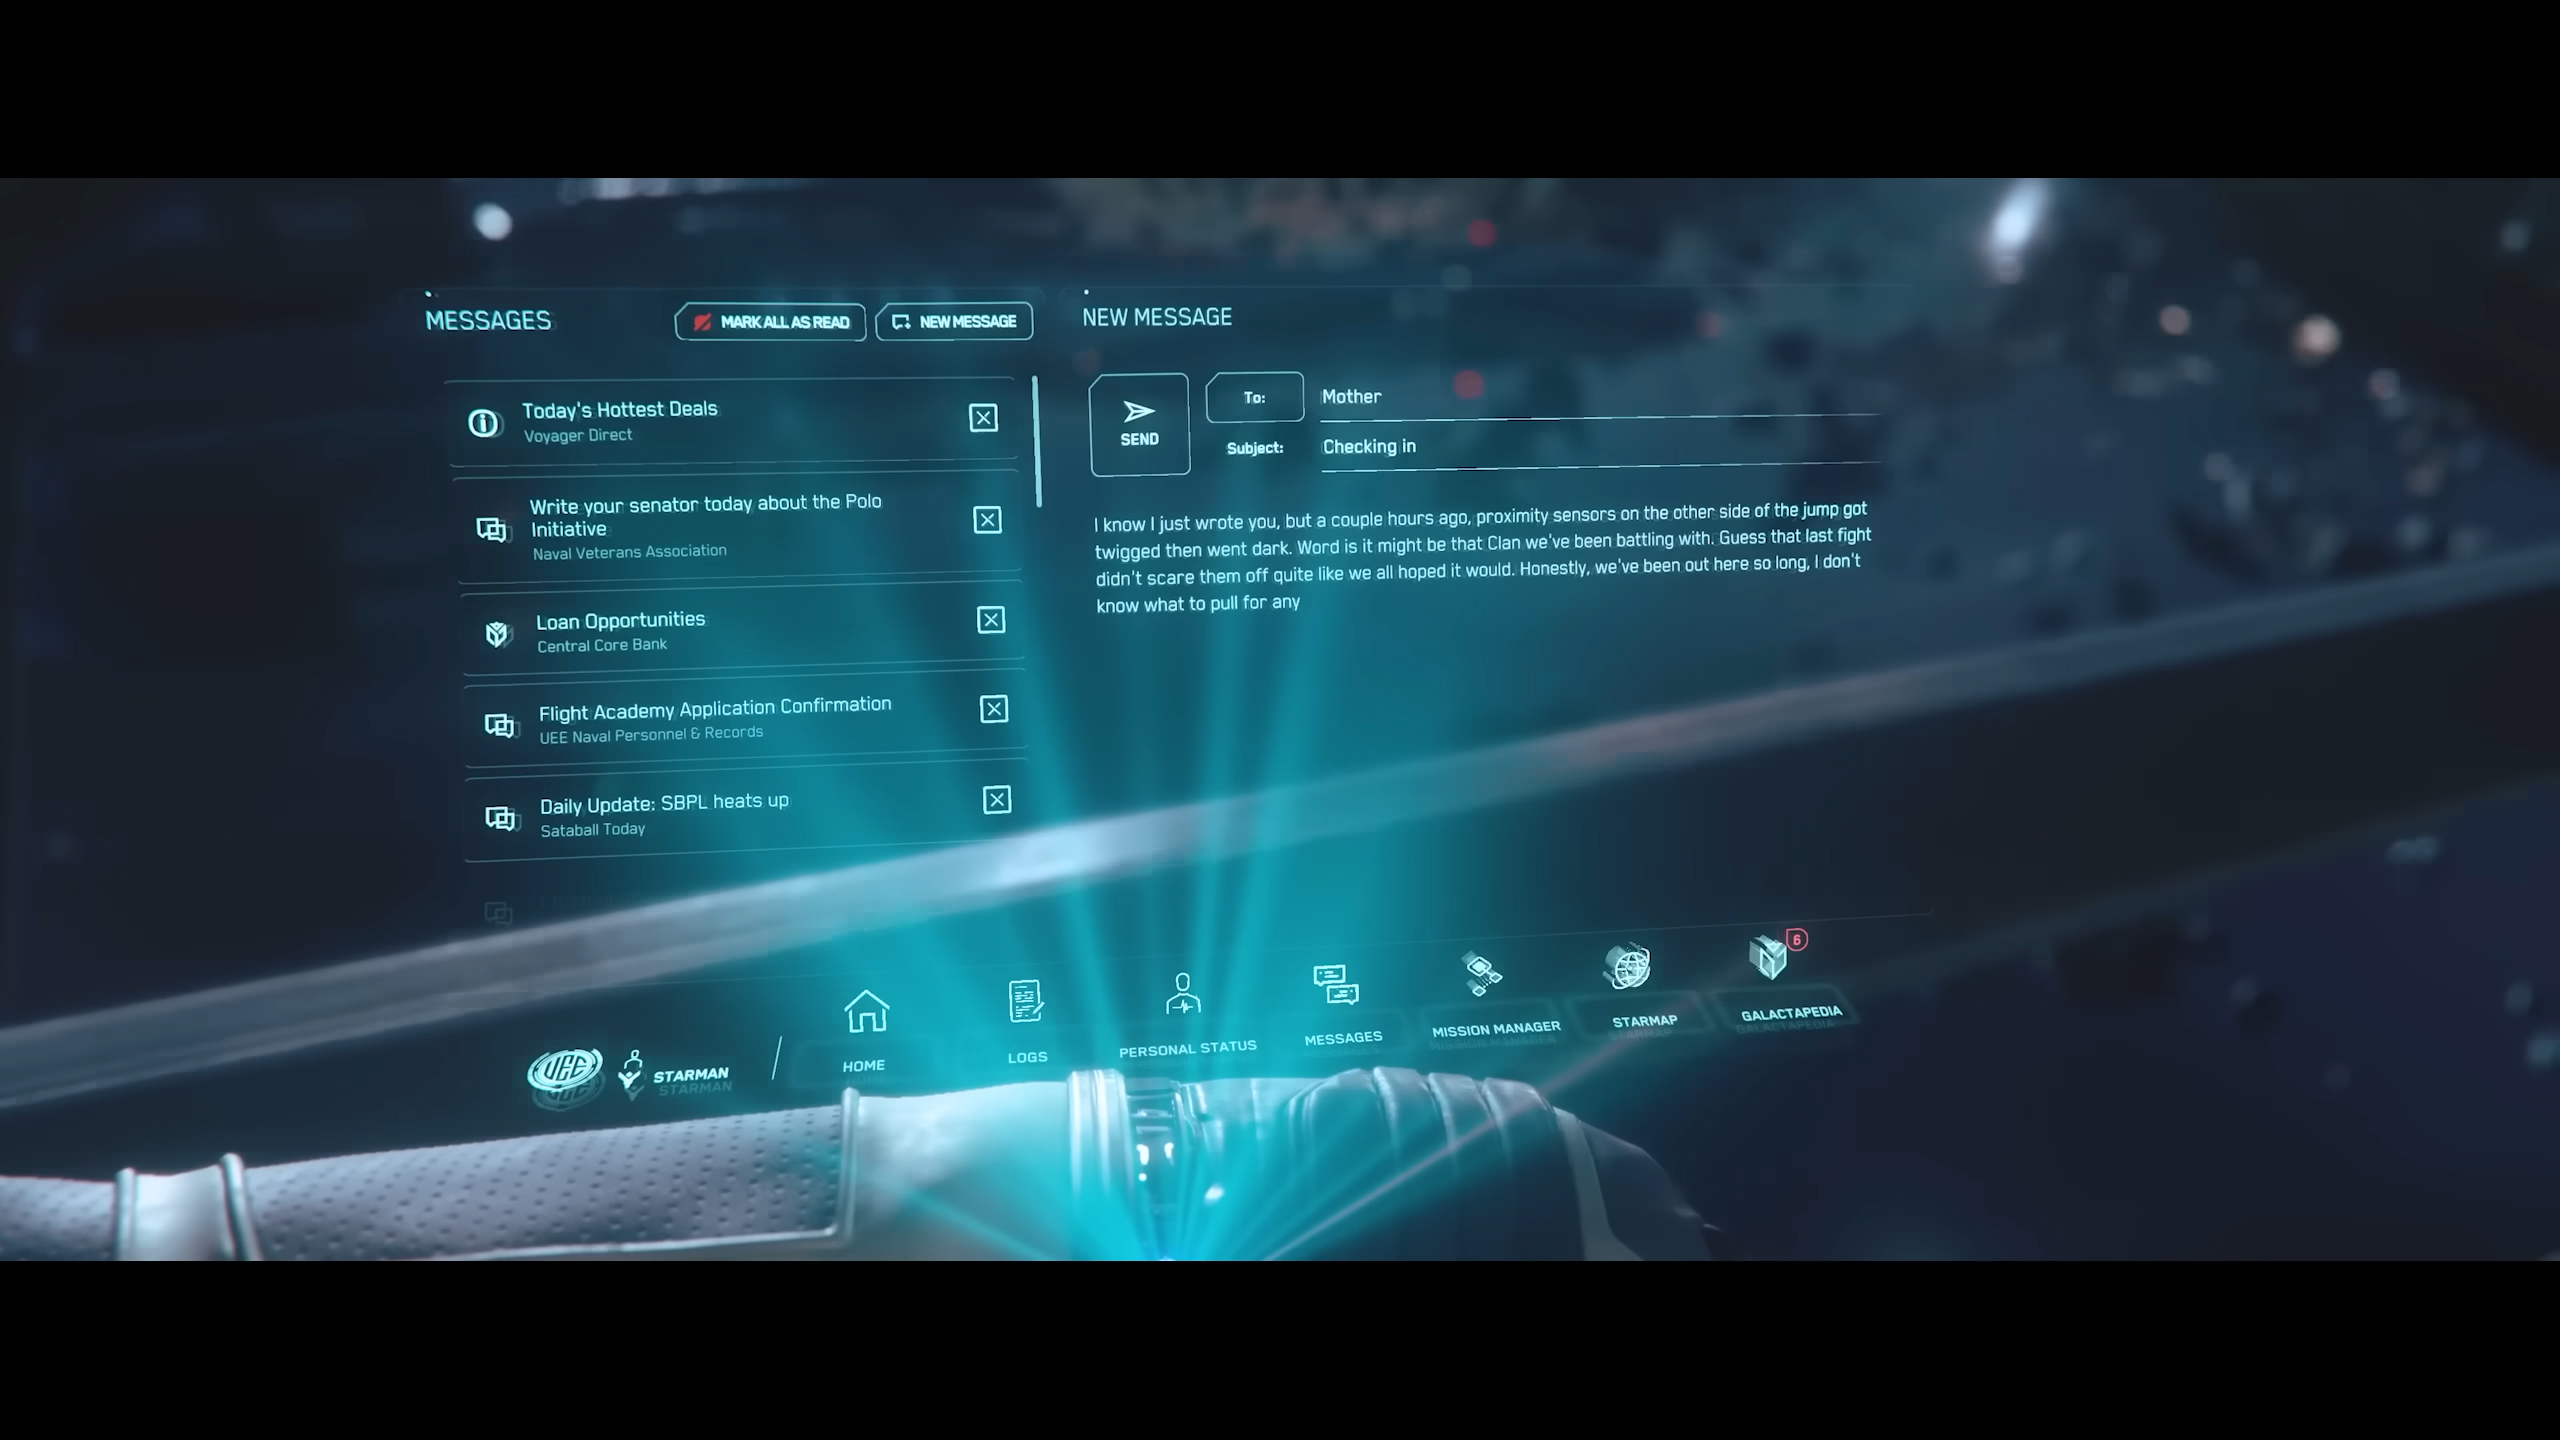 MESSAGES
MARK ALL AS READ
NEW MESSAGE
Today's Hottest Deals
Voyager Direct
Write your senator today about the Polo
Initiative
Naval Veterans Association
Loan Opportunities
Central Core Bank
Flight Academy Application Confirmation
UEE Naval Personnel & Records
Daily Update: SBPL heats up
Sataball Today
NEW MESSAGE
SEND
To:
Mother
Subject:
Checking in
I know I just wrote you, but a couple hours ago, proximity sensors on the other side of the jump got
twigged then went dark. Word is it might be that Clan we've been battling with. Guess that last fight
didn't scare them off quite like we all hoped it would. Honestly, we've been out here so long, I don't
know what to pull for any
UEE
STARMAN
HOME
LOGS
PERSONAL STATUS
MESSAGES
MISSION MANAGER
STARMAP
GALACTAPEDIA
6